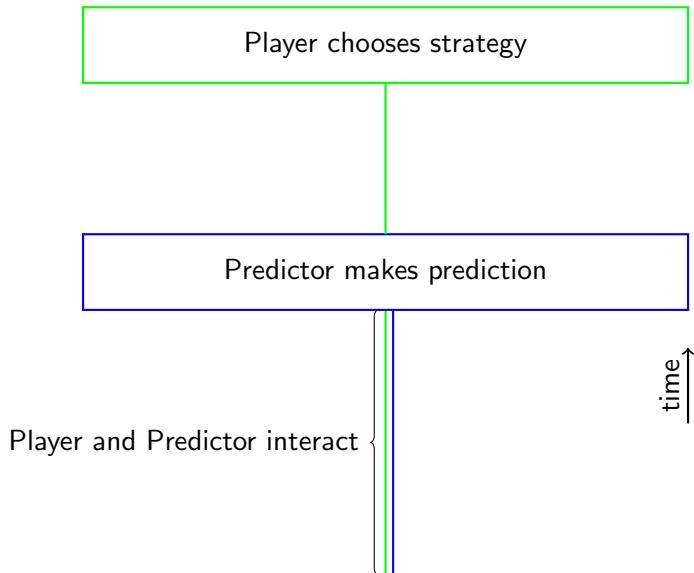 Player chooses strategy
Predictor makes prediction
time
Player and Predictor interact